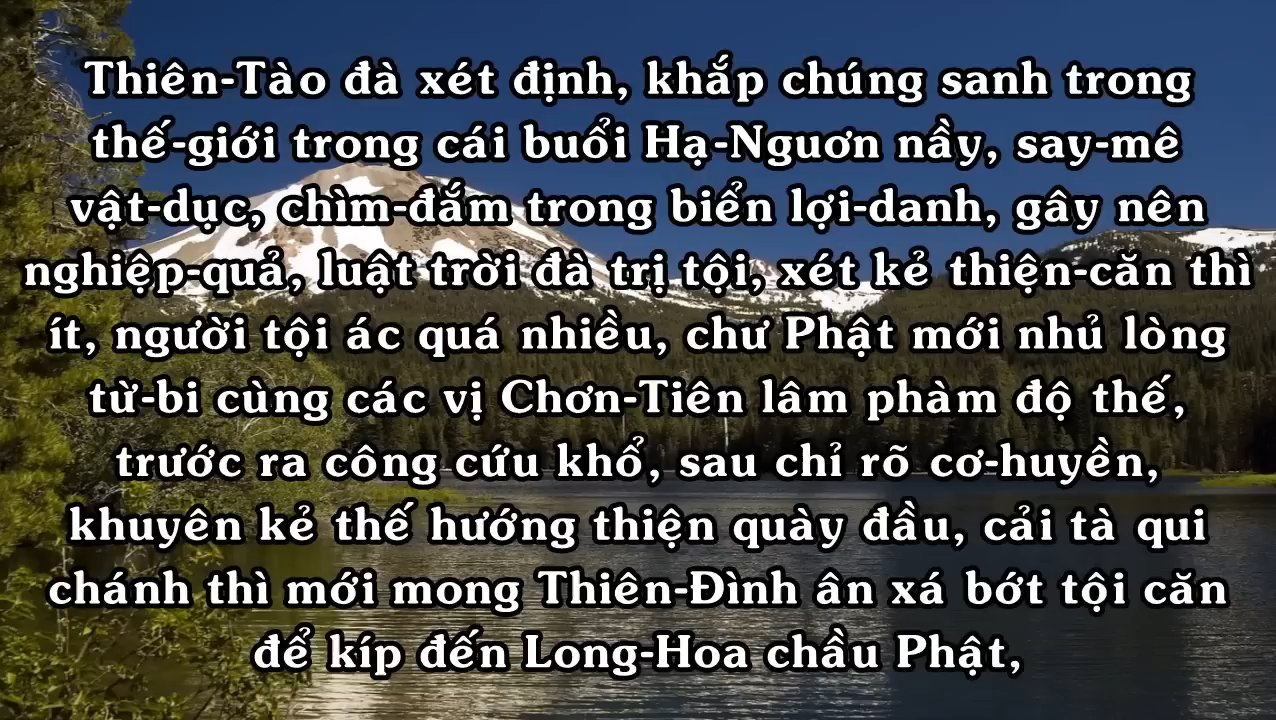 Thiên-Tào đà xét định, khắp chúng sanh trong
thế-giới trong cái buổi Hạ-Nguơn nầy, say-mê
vật-dục, chìm-đắm trong biển lợi-danh, gây nên
nghiệp-quả, luật trời đà trị tội, xét kẻ thiện-căn thì
ít, người tội ác quá nhiều, chư Phật mới nhủ lòng
từ-bi cùng các vị Chơn-Tiên lâm phàm độ thế,
trước ra công cứu khổ, sau chỉ rõ cơ-huyền,
khuyên kẻ thế hướng thiện quày đầu, cải tà qui
chánh thì mới mong Thiên-Đình ân xá bớt tội căn
để kíp đến Long-Hoa chầu Phật,